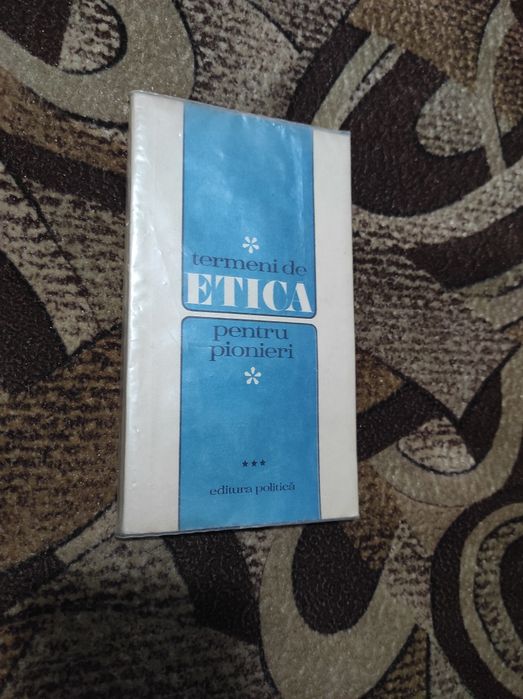 termeni de
ETICA
pentru
pionieri
***
editura politică